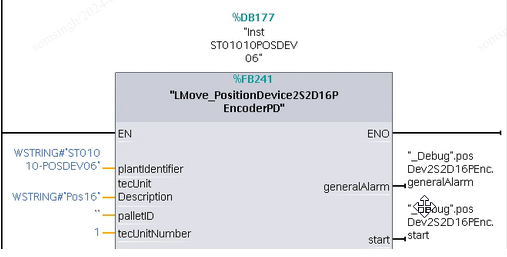 %DB177
"Inst
ST01010POSDEV
06"
%FB241
"LMove_PositionDevice2S2D16P
EncoderPD"
EN
ENO
WSTRING#"ST010
10-POSDEV06"
plantIdentifier
tecUnit
Description
WSTRING#"Pos16"
''
palletID
1
tecUnitNumber
generalAlarm
"_Debug".pos
Dev2S2D16PEnc.
generalAlarm
start
"_Debug".pos
Dev2S2D16PEnc.
start